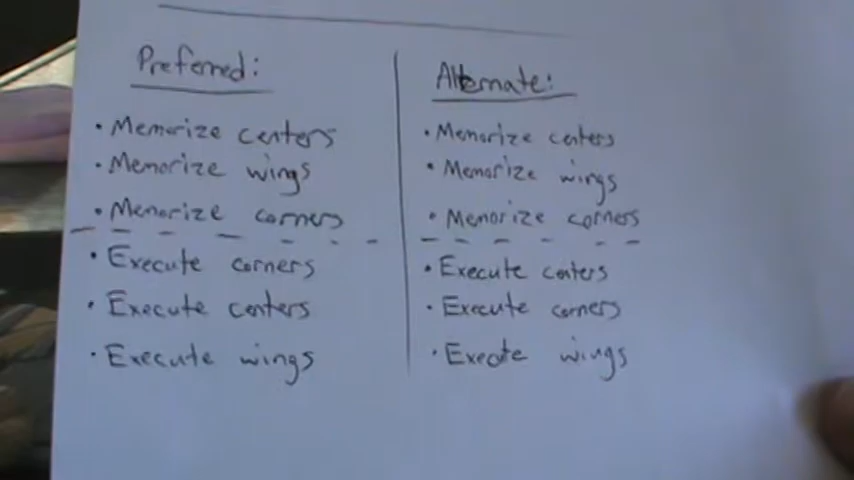 Preferred:
• Memorize centers
• Memorize wings
• Memorize corners
• Execute corners
• Execute centers
• Execute wings
Alternate:
• Memorize centers
• Memorize wings
• Memorize corners
• Execute centers
• Execute corners
• Execute wings